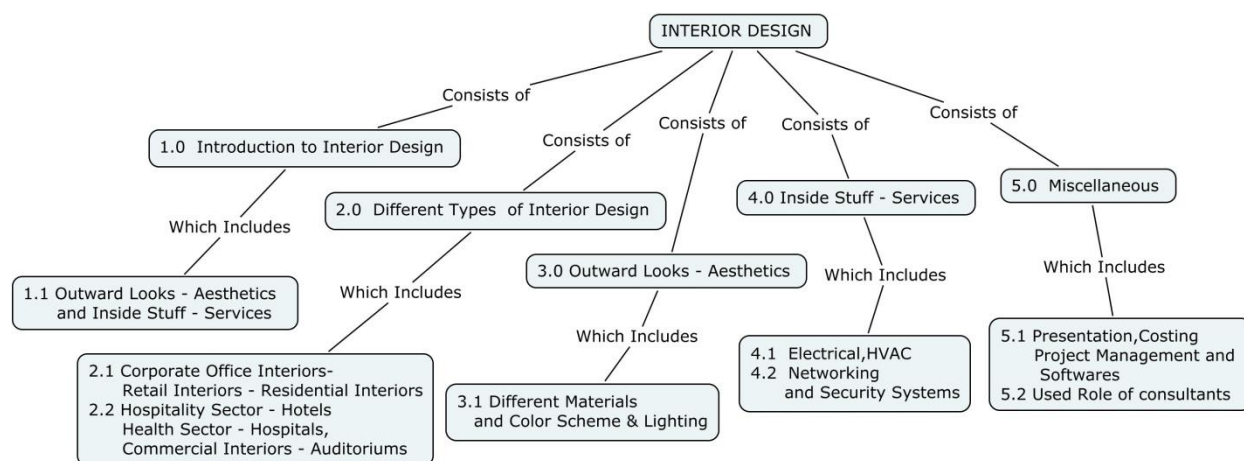 INTERIOR DESIGN
Consists of
Consists of
Consists of
Consists of
Consists of
1.0 Introduction to Interior Design
2.0 Different Types of Interior Design
3.0 Outward Looks - Aesthetics
4.0 Inside Stuff - Services
5.0 Miscellaneous
Which Includes
Which Includes
Which Includes
Which Includes
Which Includes
1.1 Outward Looks - Aesthetics
and Inside Stuff - Services
2.1 Corporate Office Interiors-
Retail Interiors - Residential Interiors
2.2 Hospitality Sector - Hotels
Health Sector - Hospitals,
Commercial Interiors - Auditoriums
3.1 Different Materials
and Color Scheme & Lighting
4.1 Electrical,HVAC
4.2 Networking
and Security Systems
5.1 Presentation,Costing
Project Management and
Softwares
5.2 Used Role of consultants